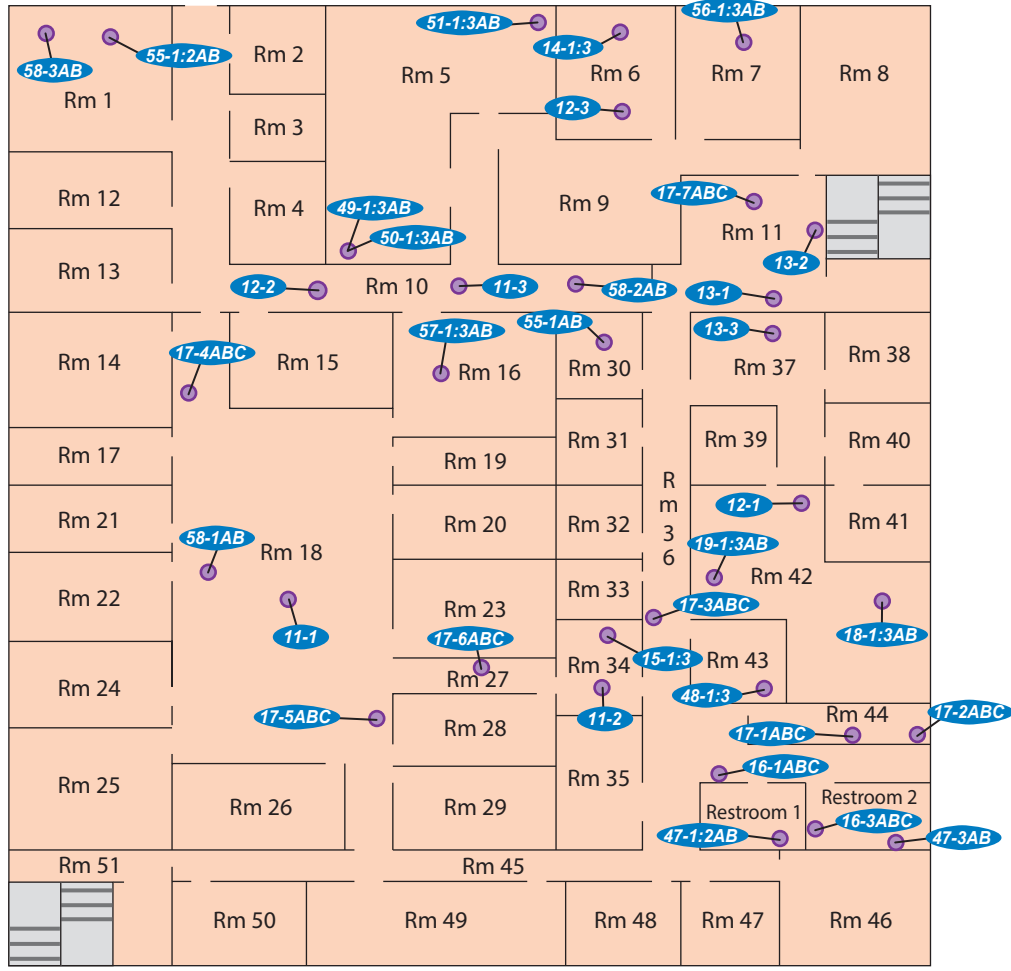 56-1:3AB
51-1:3AB
14-1:3
55-1:2AB
58-3AB
Rm 1
Rm 2
Rm 5
Rm 6
Rm 7
Rm 8
12-3
Rm 3
Rm 12
Rm 4
49-1:3AB
50-1:3AB
Rm 9
17-7ABC
Rm 11
13-2
Rm 13
12-2
Rm 10
11-3
58-2AB
13-1
13-3
57-1:3AB
55-1AB
17-4ABC
Rm 14
Rm 15
Rm 16
Rm 30
Rm 37
Rm 38
Rm 17
Rm 19
Rm 31
Rm 39
Rm 40
Rm 36
12-1
Rm 21
Rm 20
Rm 32
Rm 41
58-1AB
Rm 18
19-1:3AB
Rm 42
Rm 22
Rm 33
Rm 23
17-3ABC
11-1
18-1:3AB
17-6ABC
Rm 34
15-1:3
Rm 43
Rm 24
Rm 27
48-1:3
17-5ABC
11-2
Rm 28
Rm 44
17-2ABC
17-1ABC
16-1ABC
Rm 25
Rm 35
Rm 26
Rm 29
Restroom 1
Restroom 2
16-3ABC
47-1:2AB
47-3AB
Rm 51
Rm 45
Rm 50
Rm 49
Rm 48
Rm 47
Rm 46